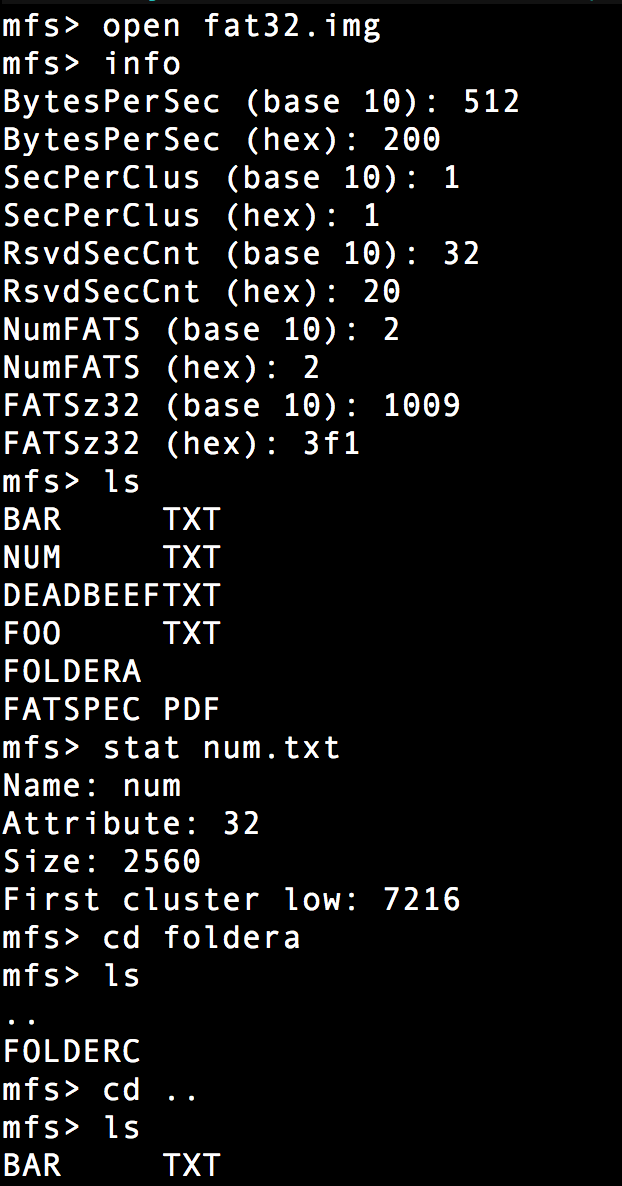 mfs> open fat32.img
mfs> info
BytesPerSec (base 10): 512
BytesPerSec (hex): 200
SecPerClus (base 10): 1
SecPerClus (hex): 1
RsvdSecCnt (base 10): 32
RsvdSecCnt (hex): 20
NumFATS (base 10): 2
NumFATS (hex): 2
FATSz32 (base 10): 1009
FATSz32 (hex): 3f1
mfs> ls
BAR     TXT
NUM     TXT
DEADBEEFTXT
FOO     TXT
FOLDERA
FATSPEC PDF
mfs> stat num.txt
Name: num
Attribute: 32
Size: 2560
First cluster low: 7216
mfs> cd foldera
mfs> ls
..
FOLDERC
mfs> cd ..
mfs> ls
BAR     TXT